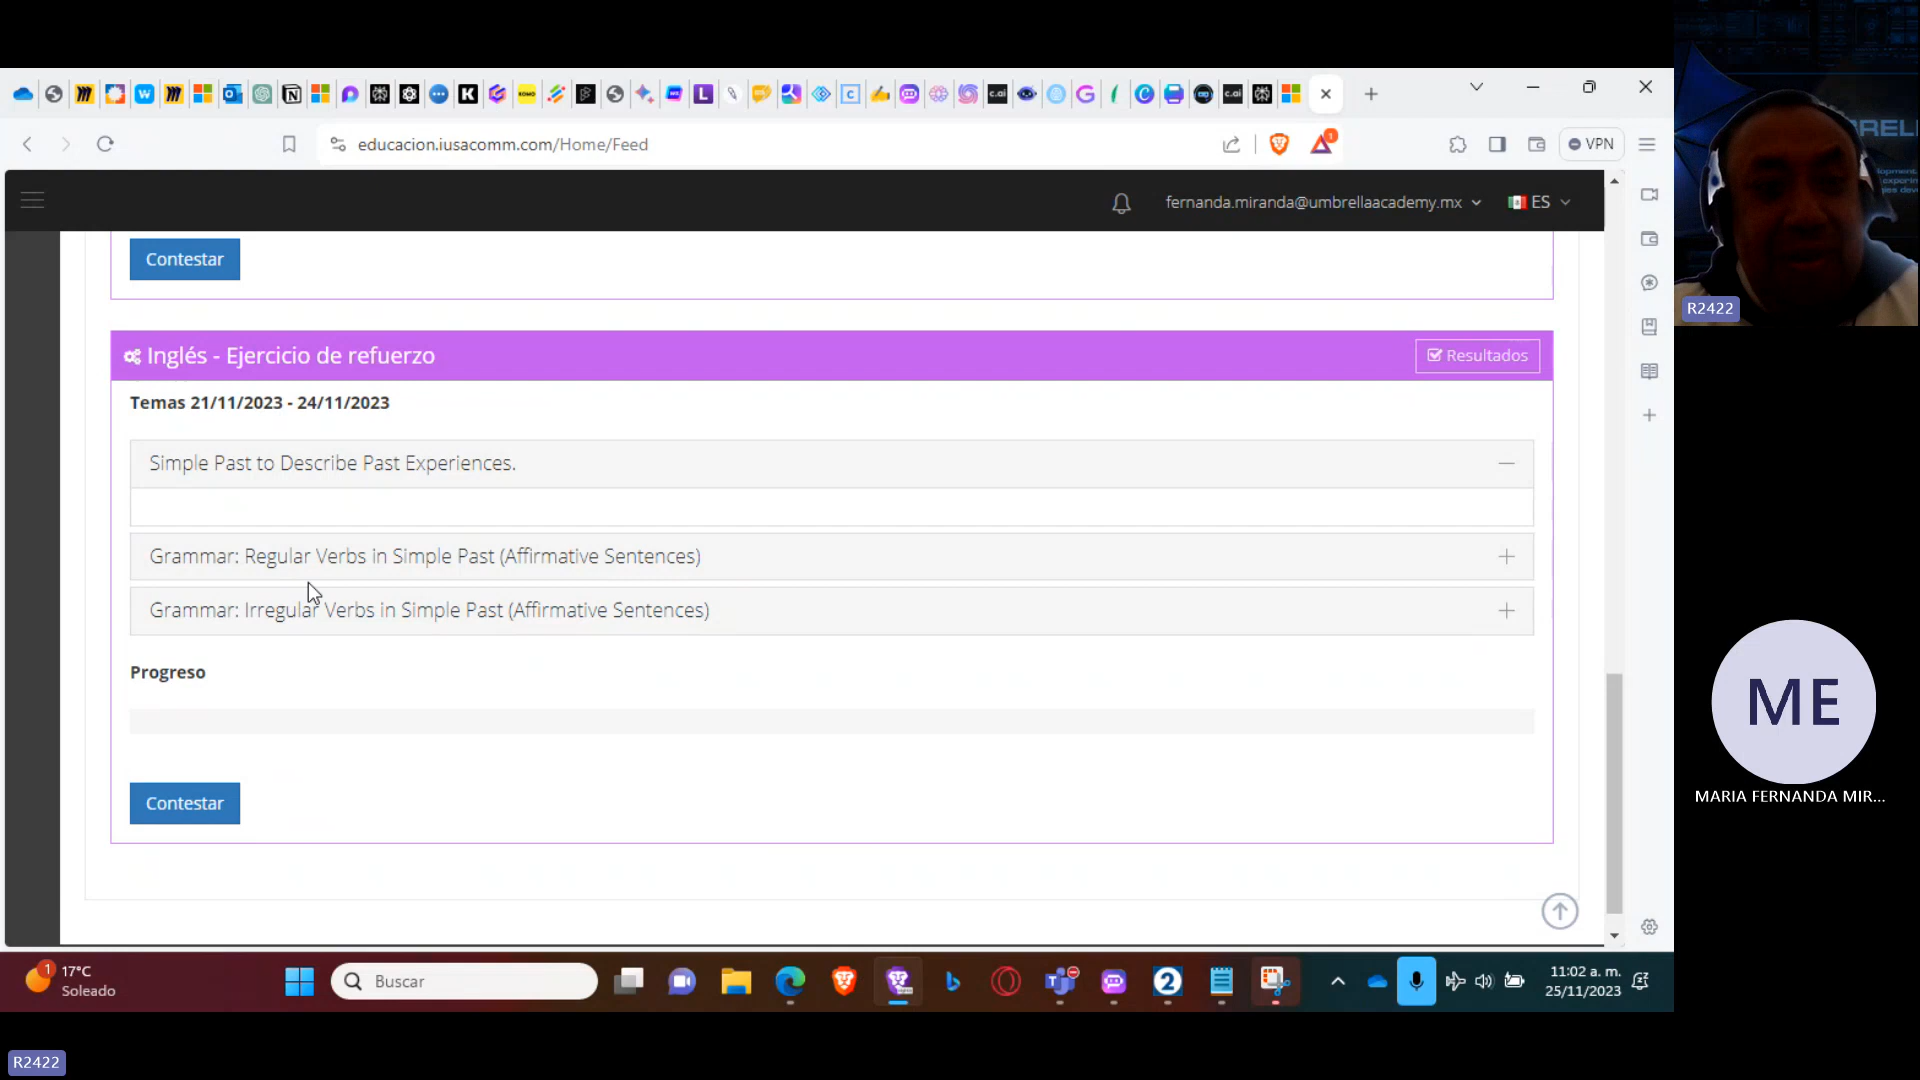 educacion.iusacomm.com/Home/Feed
VPN
fernanda.miranda@umbrellaacademy.mx
ES
Contestar
Inglés - Ejercicio de refuerzo
Resultados
Temas 21/11/2023 - 24/11/2023
Simple Past to Describe Past Experiences.
Grammar: Regular Verbs in Simple Past (Affirmative Sentences)
Grammar: Irregular Verbs in Simple Past (Affirmative Sentences)
Progreso
Contestar
R2422
ME
MARIA FERNANDA MIR...
1
17°C
Soleado
Buscar
11:02 a. m.
25/11/2023
R2422